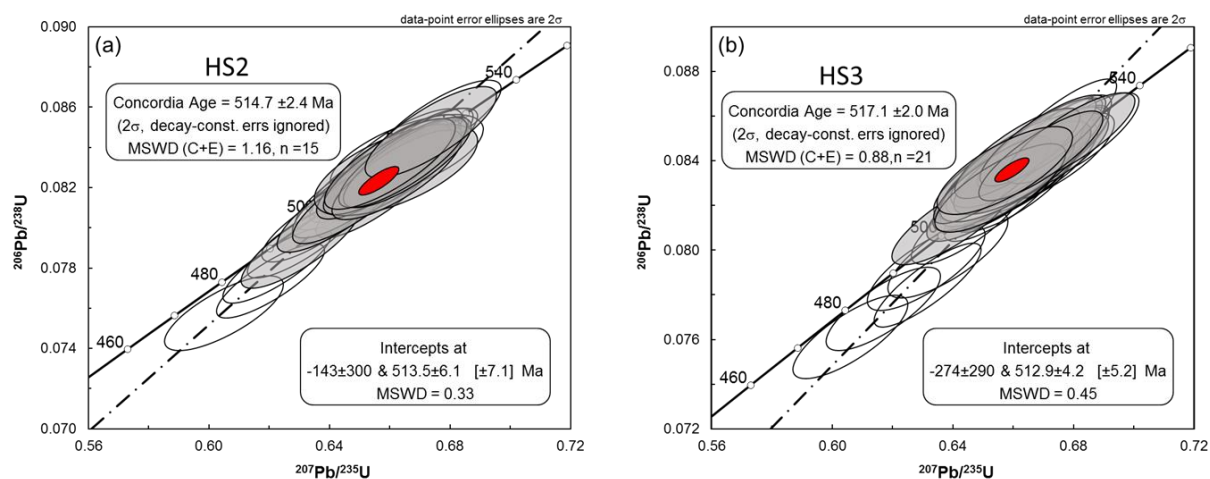 data-point error ellipses are 2σ
(a)
HS2
Concordia Age = 514.7 ±2.4 Ma
(2σ, decay-const. errs ignored)
MSWD (C+E) = 1.16, n =15
540
500
480
460
Intercepts at
-143±300 & 513.5±6.1 [±7.1] Ma
MSWD = 0.33
0.090
0.086
0.082
0.078
0.074
0.070
0.56
0.60
0.64
0.68
0.72
206Pb/238U
207Pb/235U
data-point error ellipses are 2σ
(b)
HS3
Concordia Age = 517.1 ±2.0 Ma
(2σ, decay-const. errs ignored)
MSWD (C+E) = 0.88,n =21
540
500
480
460
Intercepts at
-274±290 & 512.9±4.2 [±5.2] Ma
MSWD = 0.45
0.088
0.084
0.080
0.076
0.072
0.56
0.60
0.64
0.68
0.72
206Pb/238U
207Pb/235U